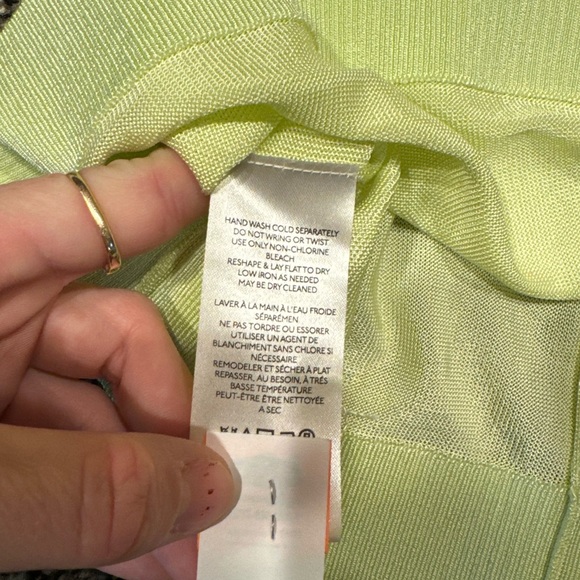 HAND WASH COLD SEPARATELY
DO NOT WRING OR TWIST
USE ONLY NON-CHLORINE
BLEACH
RESHAPE & LAY FLAT TO DRY
LOW IRON AS NEEDED
MAY BE DRY CLEANED
LAVER À LA MAIN À L'EAU FROIDE
SÉPARÉMEN
NE PAS TORDRE OU ESSORER
UTILISER UN AGENT DE
BLANCHIMENT SANS CHLORE SI
NÉCESSAIRE
REMODELER ET SÉCHER À PLAT
REPASSER, AU BESOIN, À TRÈS
BASSE TEMPÉRATURE
PEUT-ÊTRE ÊTRE NETTOYÉE
A SEC